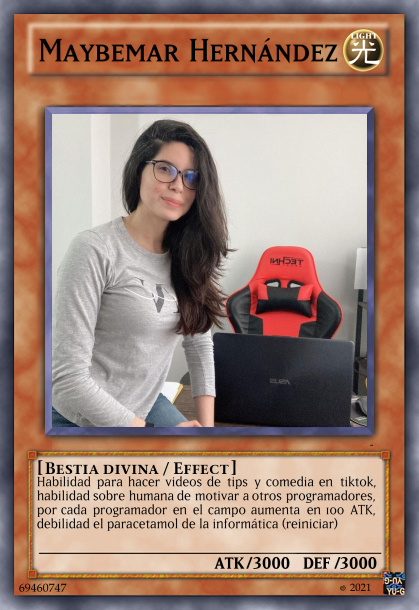 MAYBEMAR HERNÁNDEZ
LIGHT
光
TECHNI
ASUS
[BESTIA DIVINA / EFFECT]
Habilidad para hacer videos de tips y comedia en tiktok,
habilidad sobre humana de motivar a otros programadores,
por cada programador en el campo aumenta en 100 ATK,
debilidad el paracetamol de la informática (reiniciar)
ATK/3000 DEF/3000
69460747
© 2021
YU-G